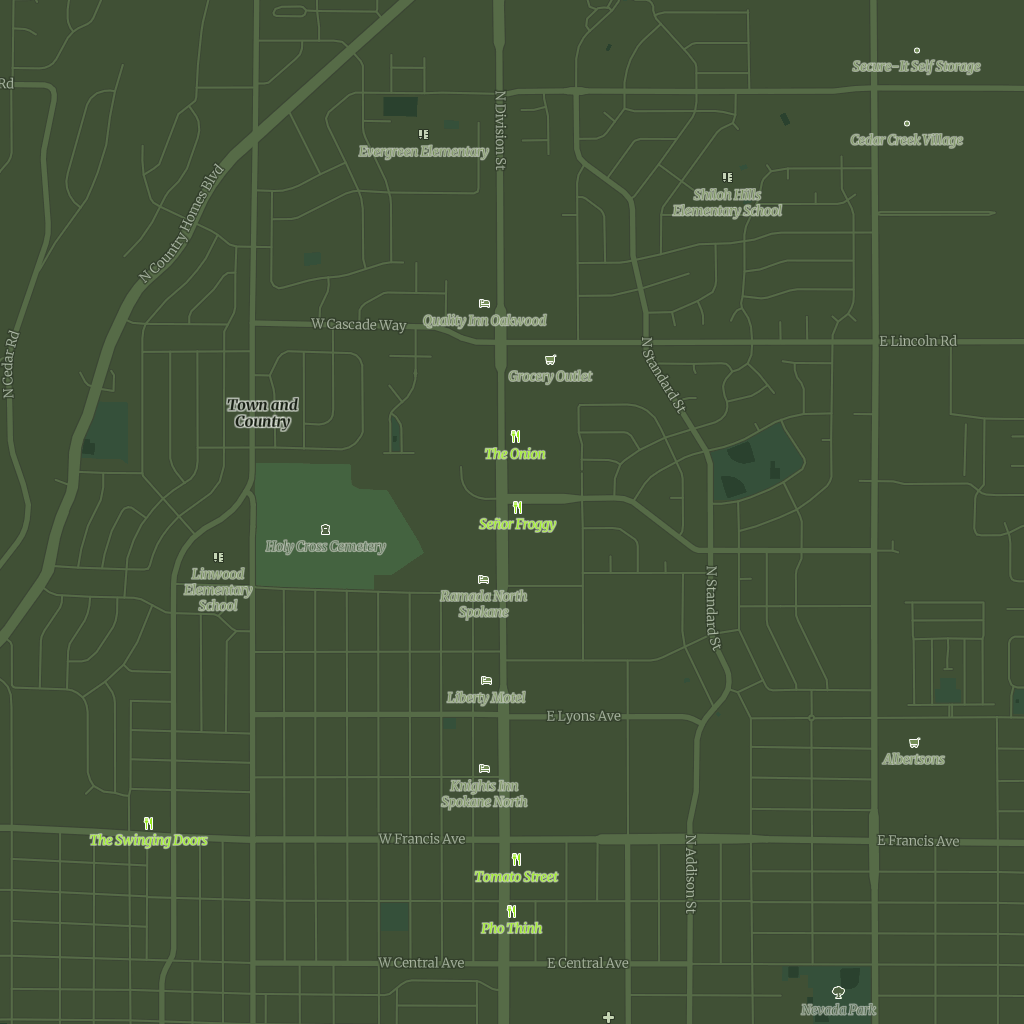 Secure-It Self Storage
Rd
N Division St
Cedar Creek Village
Evergreen Elementary
Shiloh Hills
Elementary School
N Country Homes Blvd
Quality Inn Oakwood
W Cascade Way
E Lincoln Rd
N Cedar Rd
N Standard St
Grocery Outlet
Town and
Country
The Onion
Señor Froggy
Holy Cross Cemetery
Linwood
Elementary
School
Ramada North
Spokane
N Standard St
Liberty Motel
E Lyons Ave
Albertsons
Knights Inn
Spokane North
The Swinging Doors
W Francis Ave
E Francis Ave
N Addison St
Tomato Street
Pho Thinh
W Central Ave
E Central Ave
Nevada Park